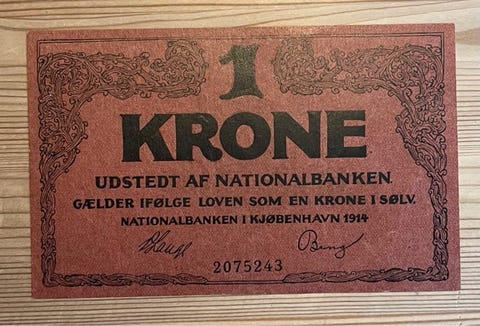 1
KRONE
UDSTEDT AF NATIONALBANKEN.
GÆLDER IFØLGE LOVEN SOM EN KRONE I SØLV.
NATIONALBANKEN I KJØBENHAVN 1914
2075243